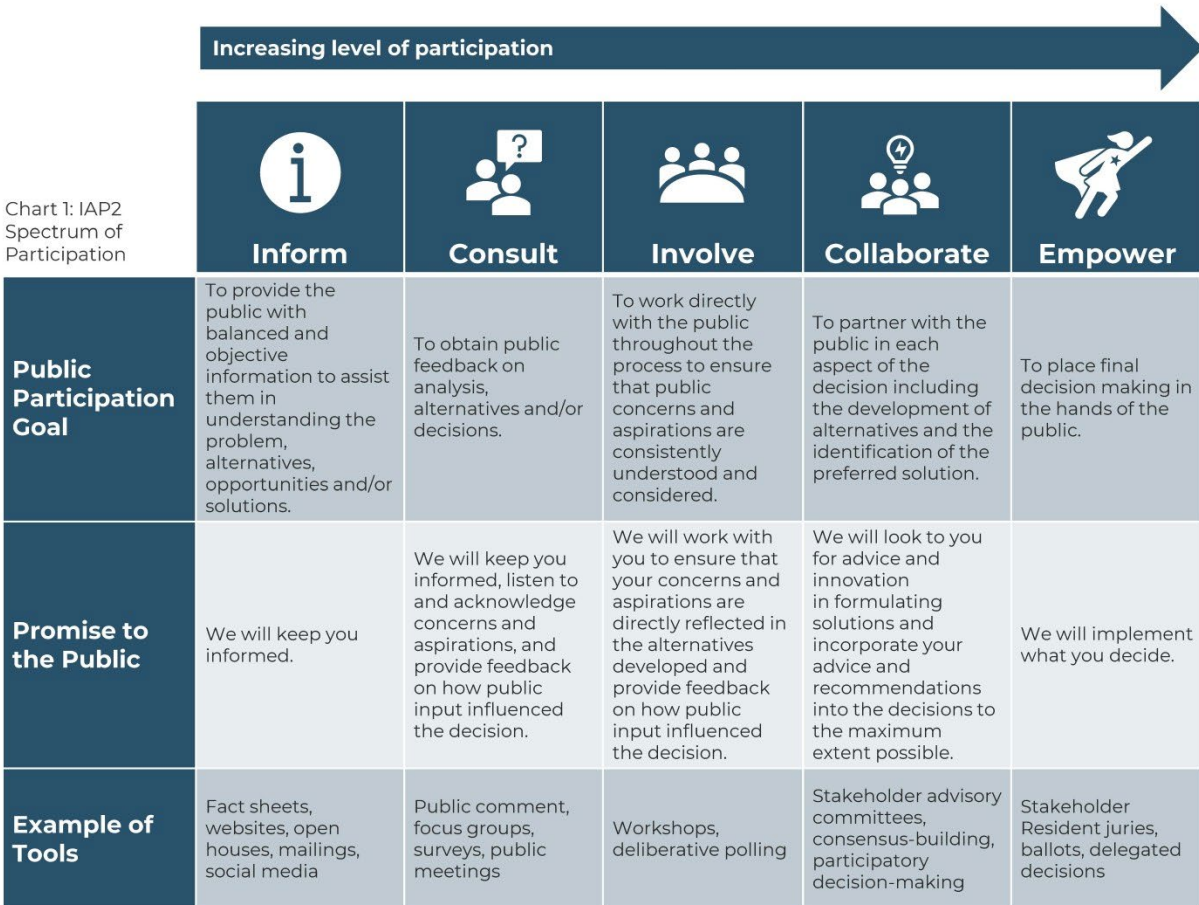 Increasing level of participation
Chart 1: IAP2
Spectrum of
Participation
i
?
Inform
Consult
Involve
Collaborate
Empower
Public
Participation
Goal
To provide the
public with
balanced and
objective
information to assist
them in
understanding the
problem,
alternatives,
opportunities and/or
solutions.
To obtain public
feedback on
analysis,
alternatives and/or
decisions.
To work directly
with the public
throughout the
process to ensure
that public
concerns and
aspirations are
consistently
understood and
considered.
To partner with the
public in each
aspect of the
decision including
the development of
alternatives and the
identification of the
preferred solution.
To place final
decision making in
the hands of the
public.
Promise to
the Public
We will keep you
informed.
We will keep you
informed, listen to
and acknowledge
concerns and
aspirations, and
provide feedback
on how public
input influenced
the decision.
We will work with
you to ensure that
your concerns and
aspirations are
directly reflected in
the alternatives
developed and
provide feedback
on how public
input influenced
the decision.
We will look to you
for advice and
innovation
in formulating
solutions and
incorporate your
advice and
recommendations
into the decisions to
the maximum
extent possible.
We will implement
what you decide.
Example of
Tools
Fact sheets,
websites, open
houses, mailings,
social media
Public comment,
focus groups,
surveys, public
meetings
Workshops,
deliberative polling
Stakeholder advisory
committees,
consensus-building,
participatory
decision-making
Stakeholder
Resident juries,
ballots, delegated
decisions